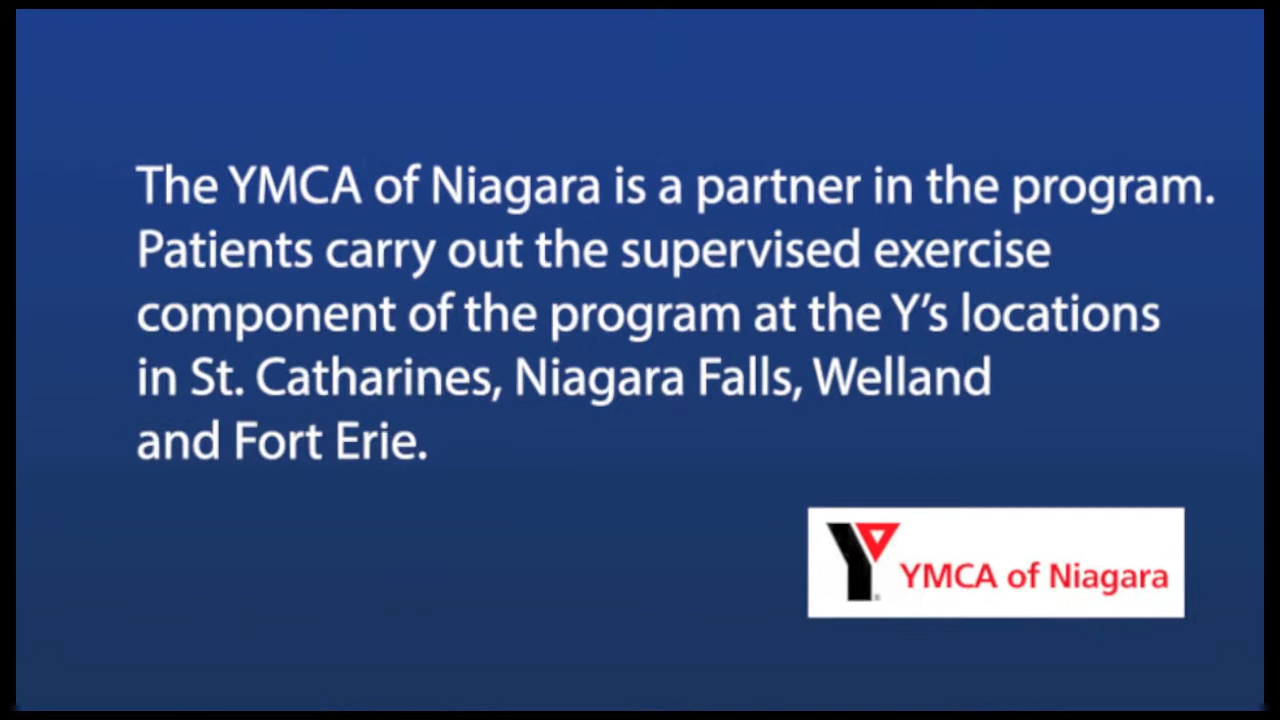 The YMCA of Niagara is a partner in the program.
Patients carry out the supervised exercise
component of the program at the Y’s locations
in St. Catharines, Niagara Falls, Welland
and Fort Erie.
YMCA of Niagara